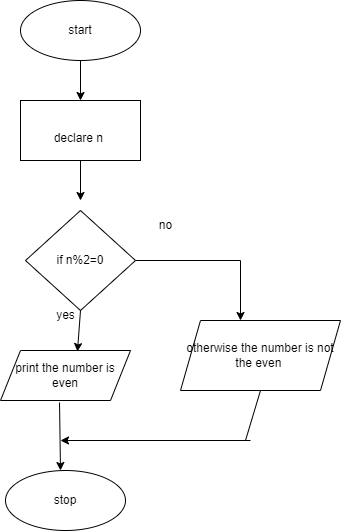 start
declare n
no
if n%2=0
yes
otherwise the number is not
the even
print the number is
even
stop